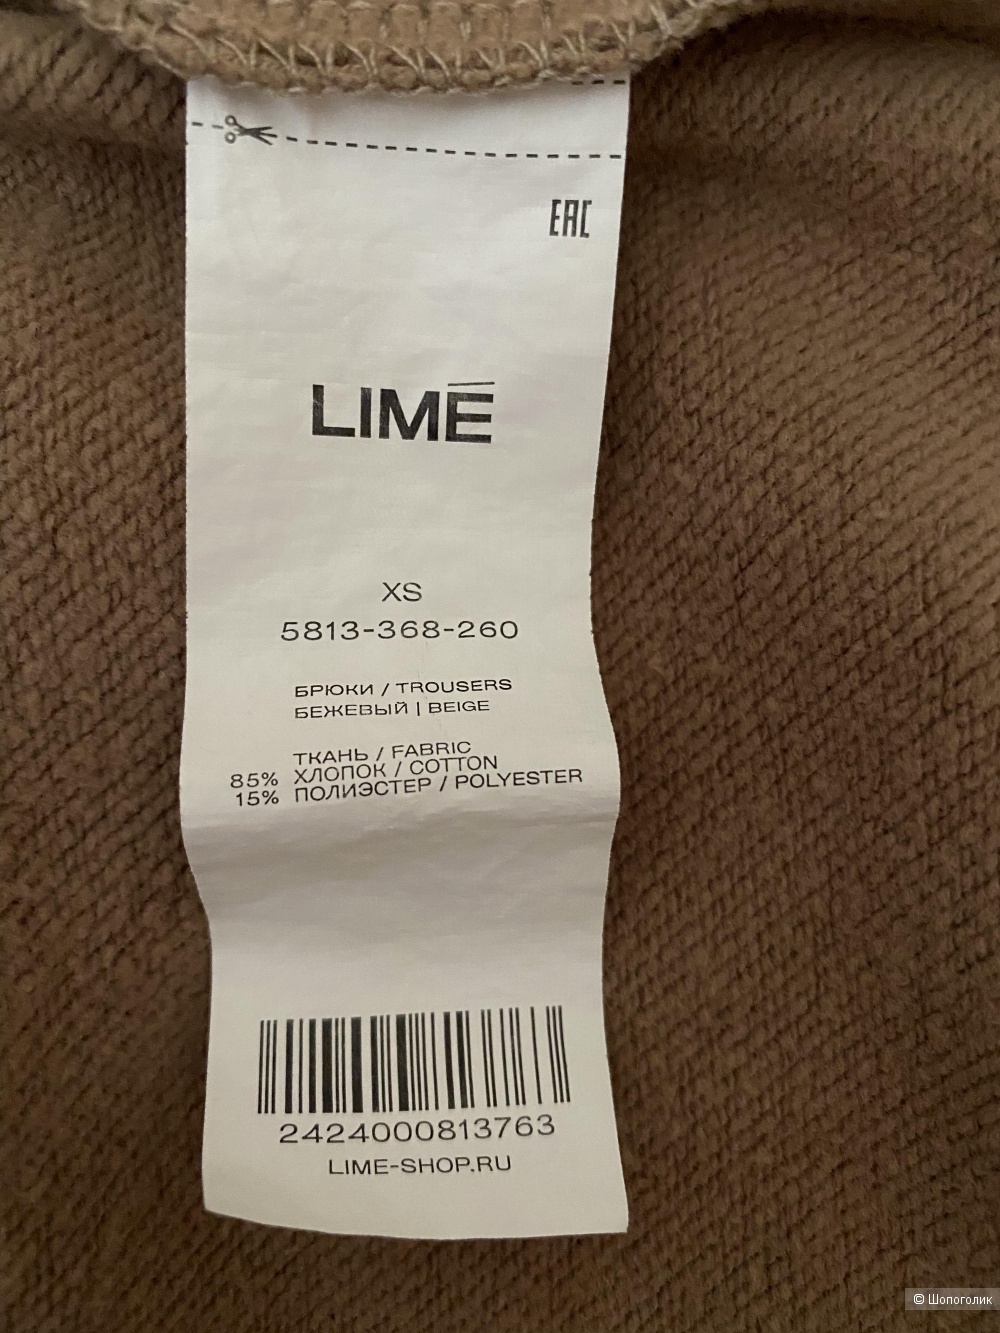 EAC
LIMĒ
XS
5813-368-260
БРЮКИ / TROUSERS
БЕЖЕВЫЙ | BEIGE
ТКАНЬ / FABRIC
85% ХЛОПОК / COTTON
15% ПОЛИЭСТЕР / POLYESTER
2424000813763
LIME-SHOP.RU
© Шопоголик